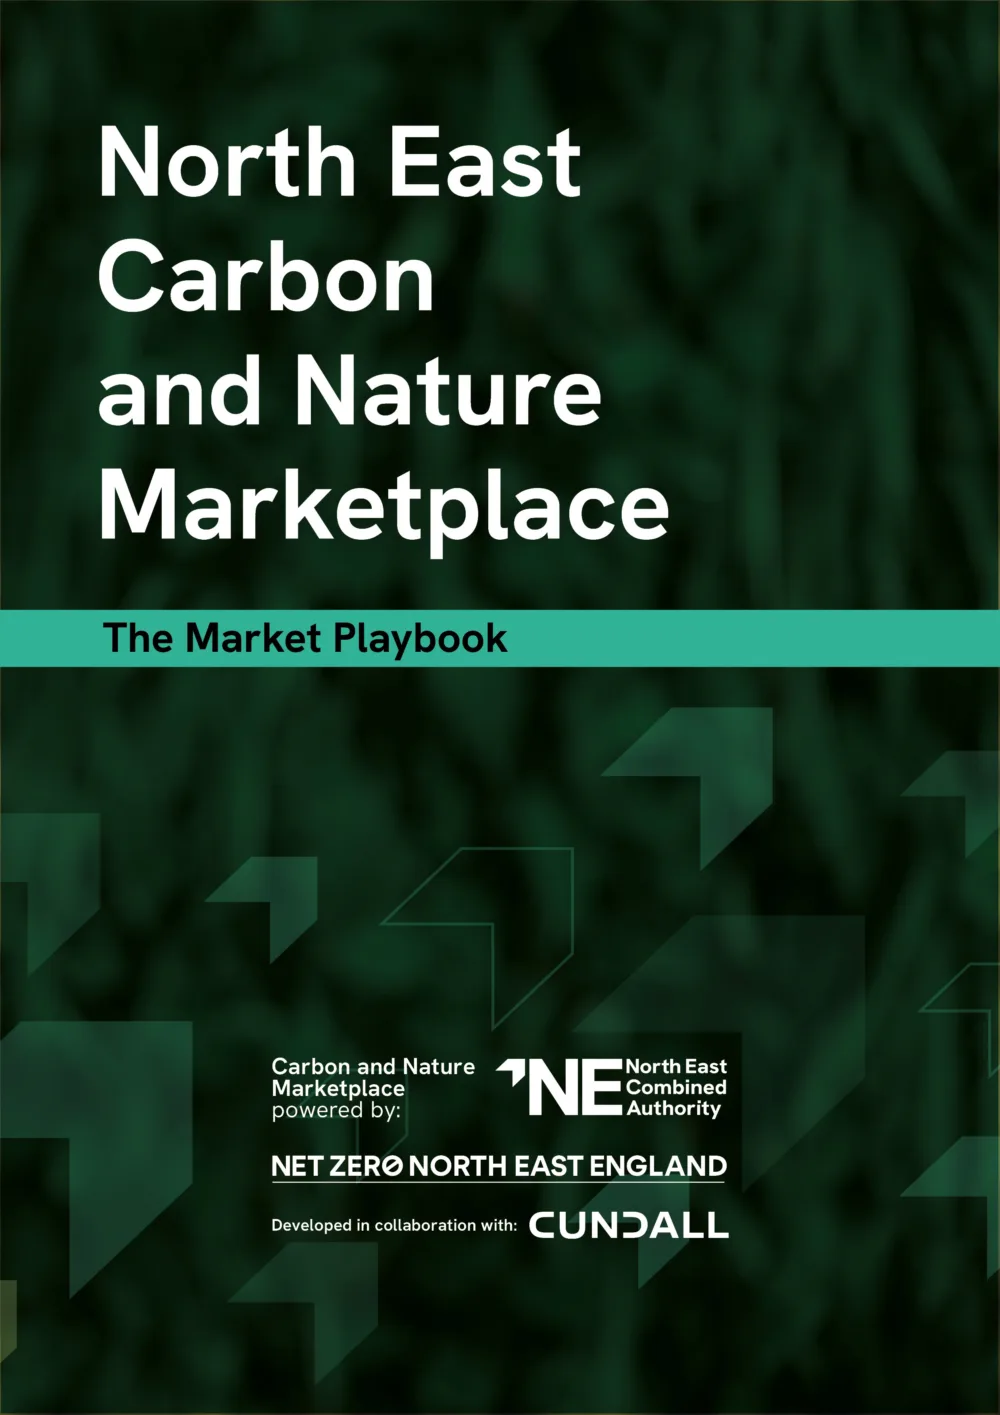 North East
Carbon
and Nature
Marketplace
The Market Playbook
Carbon and Nature
Marketplace
powered by:
NE
North East
Combined
Authority
NET ZERØ NORTH EAST ENGLAND
Developed in collaboration with:
CUNDALL